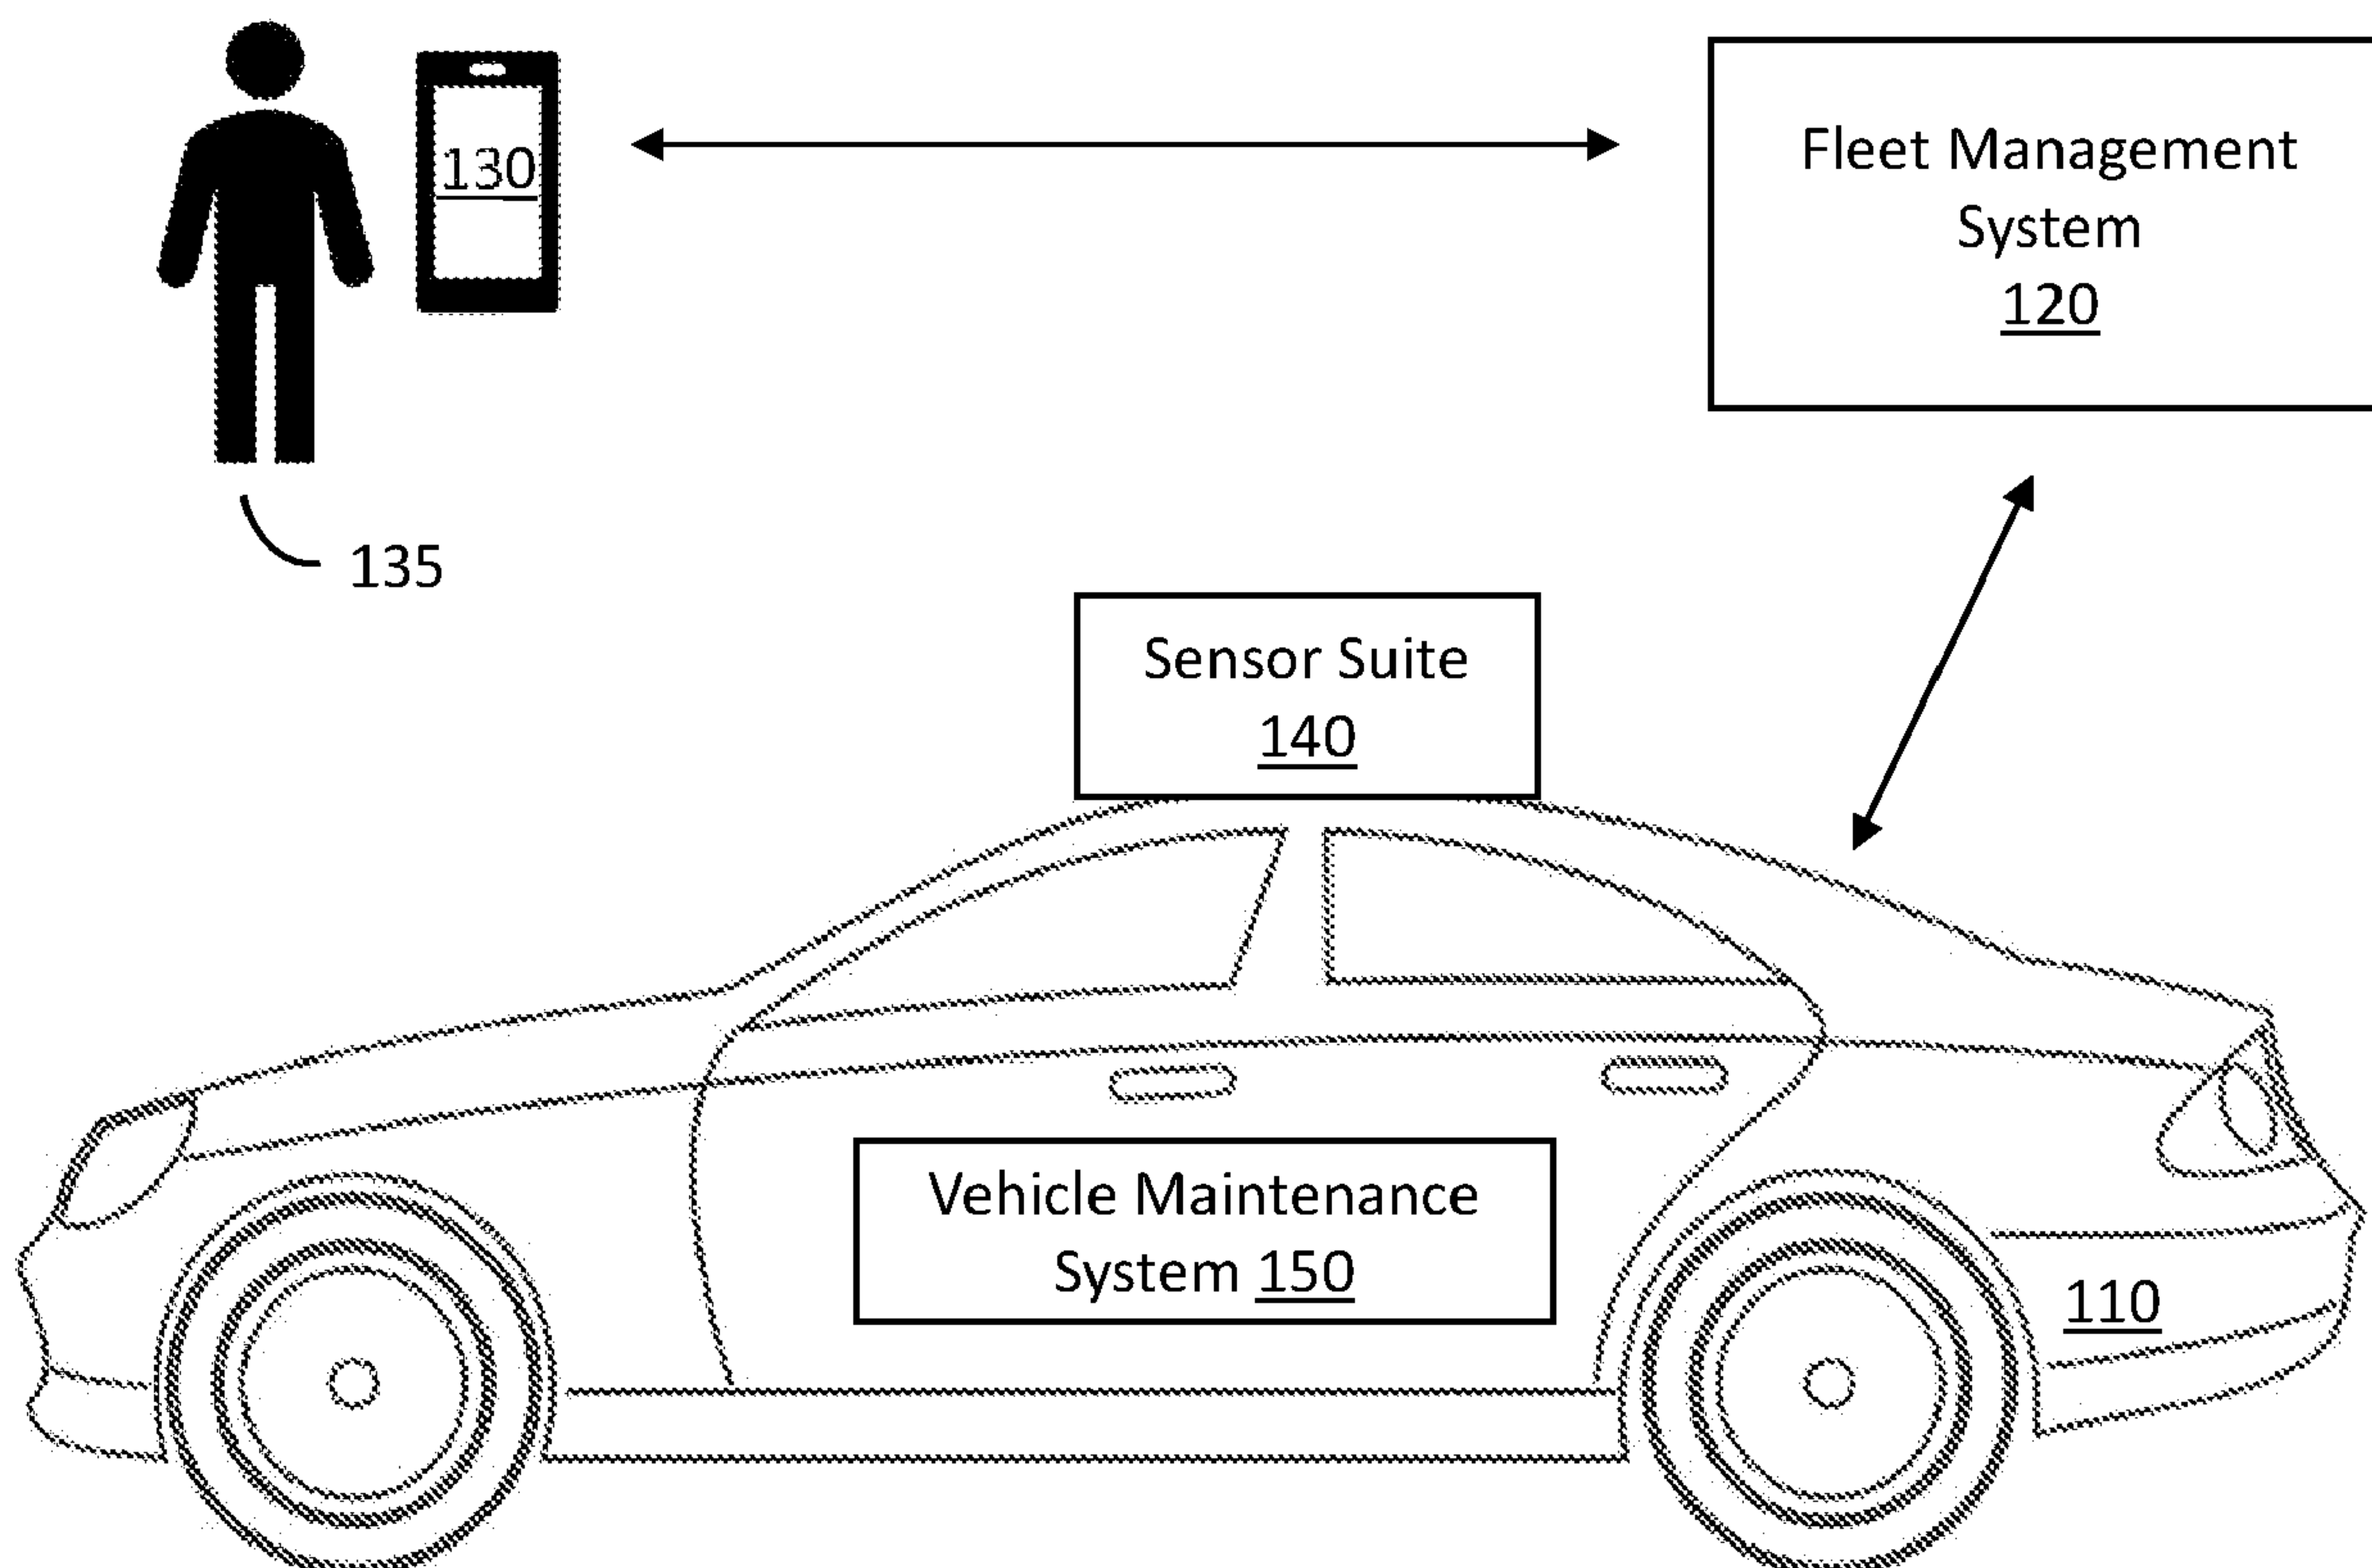 130
Fleet Management
System
120
135
Sensor Suite
140
Vehicle Maintenance
System 150
110